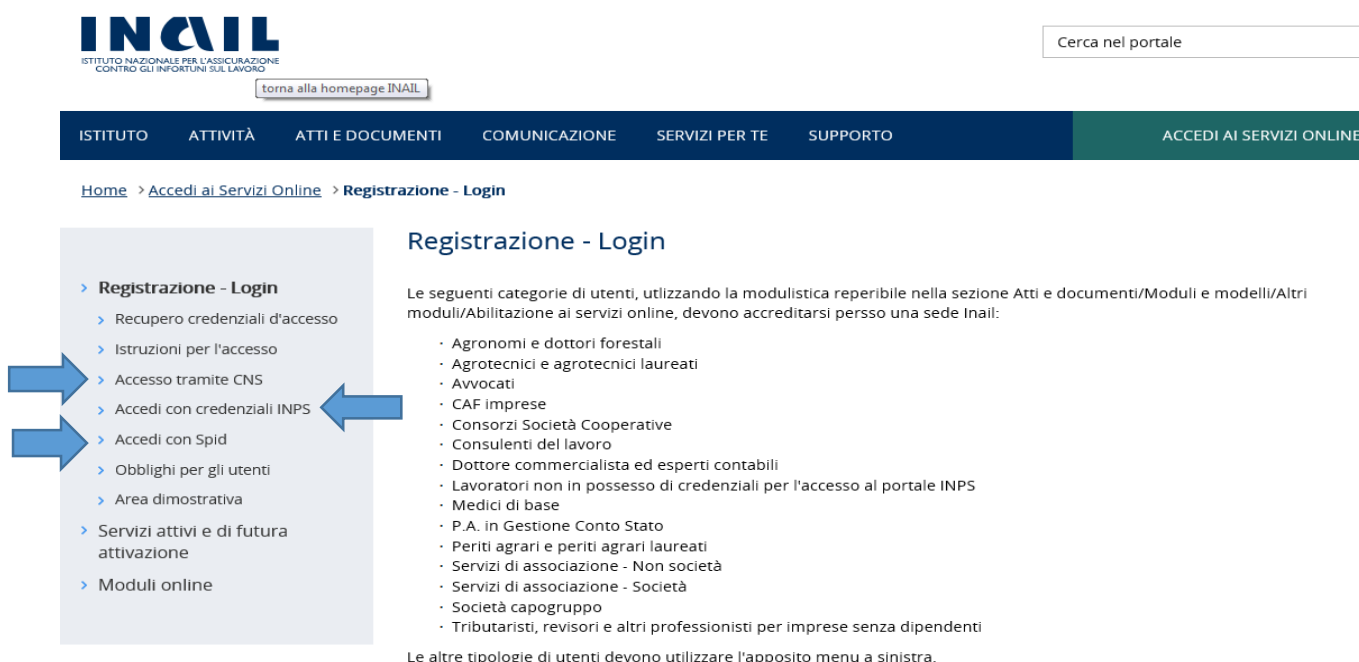 INAIL
ISTITUTO NAZIONALE PER L'ASSICURAZIONE
CONTRO GLI INFORTUNI SUL LAVORO
torna alla homepage INAIL
Cerca nel portale
ISTITUTO ATTIVITÀ ATTI E DOCUMENTI COMUNICAZIONE SERVIZI PER TE SUPPORTO ACCEDI AI SERVIZI ONLINE
Home > Accedi ai Servizi Online > Registrazione - Login
> Registrazione - Login
> Recupero credenziali d'accesso
> Istruzioni per l'accesso
> Accesso tramite CNS
> Accedi con credenziali INPS
> Accedi con Spid
> Obblighi per gli utenti
> Area dimostrativa
> Servizi attivi e di futura
attivazione
> Moduli online
Registrazione - Login
Le seguenti categorie di utenti, utlizzando la modulistica reperibile nella sezione Atti e documenti/Moduli e modelli/Altri
moduli/Abilitazione ai servizi online, devono accreditarsi persso una sede Inail:
· Agronomi e dottori forestali
· Agrotecnici e agrotecnici laureati
· Avvocati
· CAF imprese
· Consorzi Società Cooperative
· Consulenti del lavoro
· Dottore commercialista ed esperti contabili
· Lavoratori non in possesso di credenziali per l'accesso al portale INPS
· Medici di base
· P.A. in Gestione Conto Stato
· Periti agrari e periti agrari laureati
· Servizi di associazione - Non società
· Servizi di associazione - Società
· Società capogruppo
· Tributaristi, revisori e altri professionisti per imprese senza dipendenti
Le altre tipologie di utenti devono utilizzare l'apposito menu a sinistra.